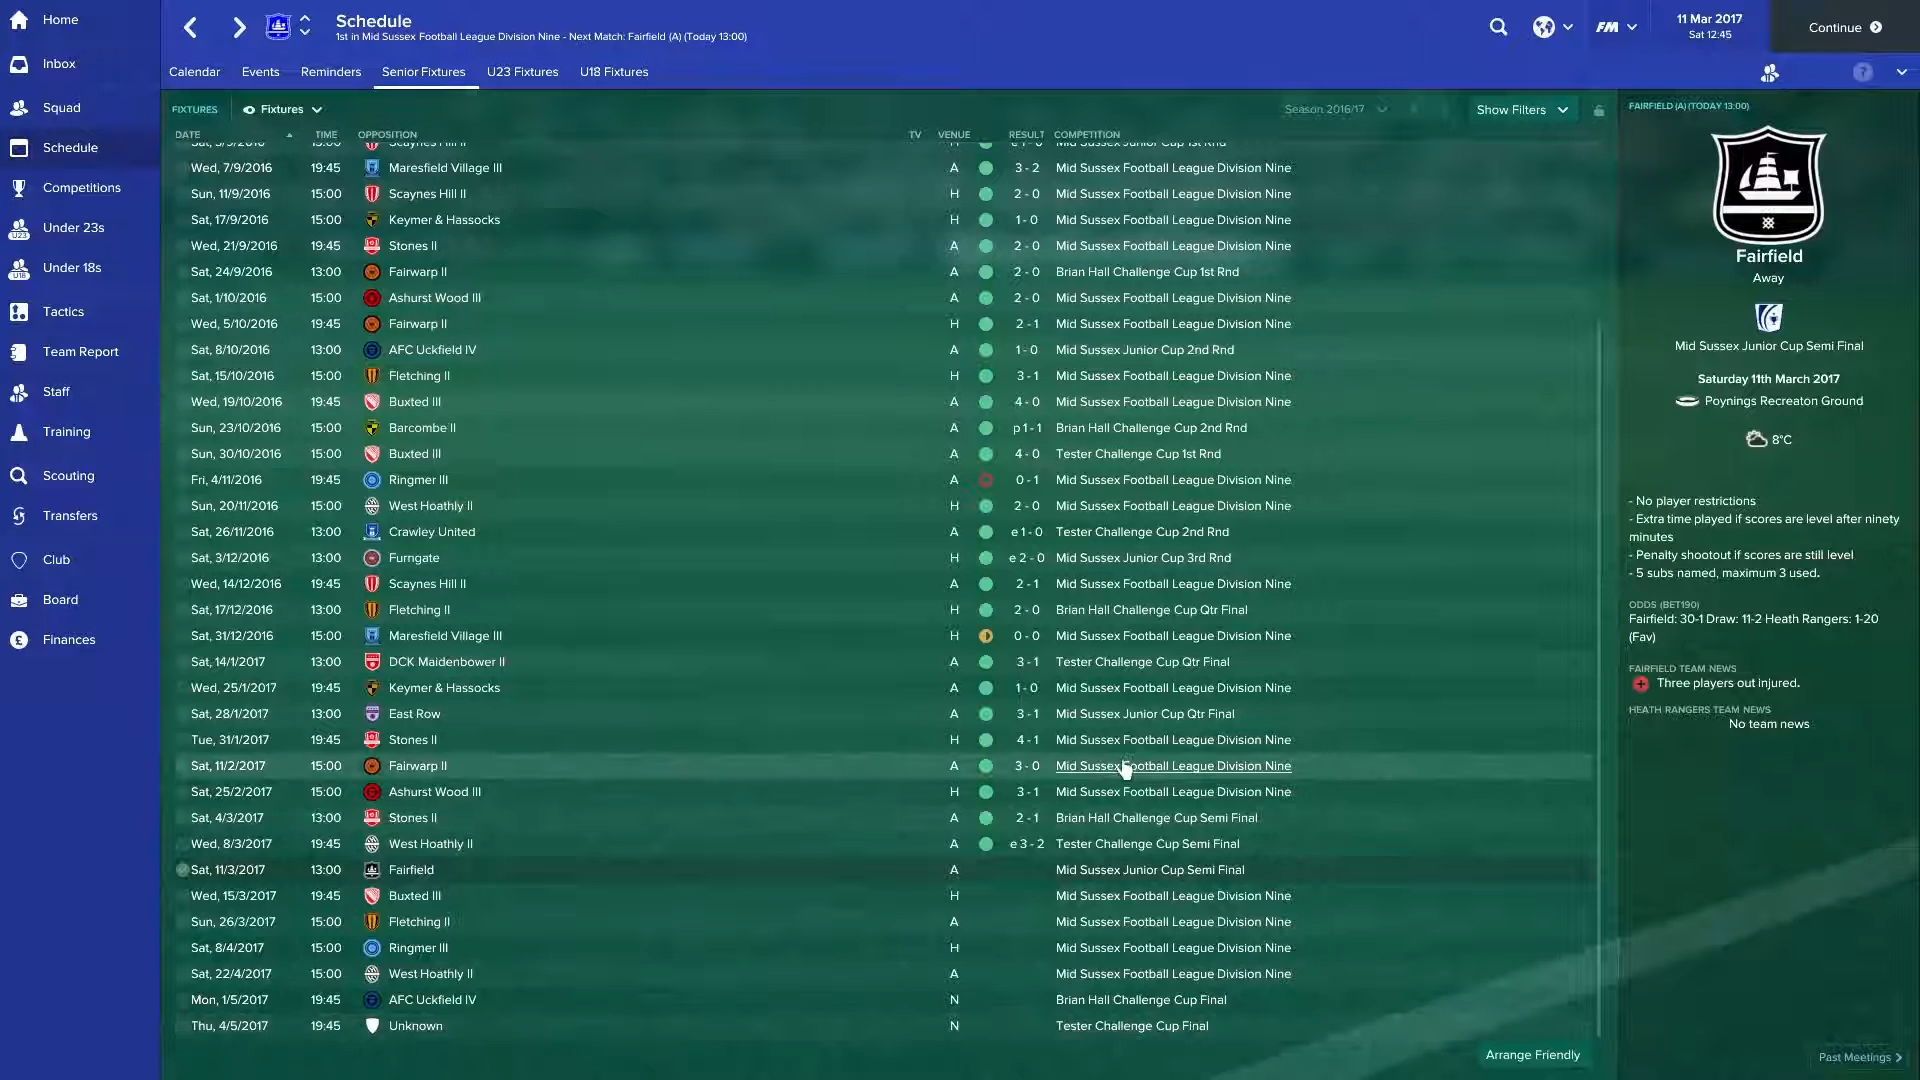 Home
Inbox
Squad
Schedule
Competitions
Under 23s
Under 18s
Tactics
Team Report
Staff
Training
Scouting
Transfers
Club
Board
Finances
Schedule
1st in Mid Sussex Football League Division Nine - Next Match: Fairfield (A) (Today 13:00)
FM
11 Mar 2017
Sat 12:45
Continue
Calendar Events Reminders Senior Fixtures U23 Fixtures U18 Fixtures
FIXTURES Fixtures Season 2016/17 Show Filters
DATE TIME OPPOSITION TV VENUE RESULT COMPETITION
Sat, 3/9/2016 13:00 Scaynes Hill II H e 1 - 0 Mid Sussex Junior Cup 1st Rnd
Wed, 7/9/2016 19:45 Maresfield Village III A 3 - 2 Mid Sussex Football League Division Nine
Sun, 11/9/2016 15:00 Scaynes Hill II H 2 - 0 Mid Sussex Football League Division Nine
Sat, 17/9/2016 15:00 Keymer & Hassocks H 1 - 0 Mid Sussex Football League Division Nine
Wed, 21/9/2016 19:45 Stones II A 2 - 0 Mid Sussex Football League Division Nine
Sat, 24/9/2016 13:00 Fairwarp II A 2 - 0 Brian Hall Challenge Cup 1st Rnd
Sat, 1/10/2016 15:00 Ashurst Wood III A 2 - 0 Mid Sussex Football League Division Nine
Wed, 5/10/2016 19:45 Fairwarp II H 2 - 1 Mid Sussex Football League Division Nine
Sat, 8/10/2016 13:00 AFC Uckfield IV A 1 - 0 Mid Sussex Junior Cup 2nd Rnd
Sat, 15/10/2016 15:00 Fletching II H 3 - 1 Mid Sussex Football League Division Nine
Wed, 19/10/2016 19:45 Buxted III A 4 - 0 Mid Sussex Football League Division Nine
Sun, 23/10/2016 15:00 Barcombe II A p 1 - 1 Brian Hall Challenge Cup 2nd Rnd
Sun, 30/10/2016 15:00 Buxted III A 4 - 0 Tester Challenge Cup 1st Rnd
Fri, 4/11/2016 19:45 Ringmer III A 0 - 1 Mid Sussex Football League Division Nine
Sun, 20/11/2016 15:00 West Hoathly II H 2 - 0 Mid Sussex Football League Division Nine
Sat, 26/11/2016 13:00 Crawley United A e 1 - 0 Tester Challenge Cup 2nd Rnd
Sat, 3/12/2016 13:00 Furngate H e 2 - 0 Mid Sussex Junior Cup 3rd Rnd
Wed, 14/12/2016 19:45 Scaynes Hill II A 2 - 1 Mid Sussex Football League Division Nine
Sat, 17/12/2016 13:00 Fletching II H 2 - 0 Brian Hall Challenge Cup Qtr Final
Sat, 31/12/2016 15:00 Maresfield Village III H 0 - 0 Mid Sussex Football League Division Nine
Sat, 14/1/2017 13:00 DCK Maidenbower II A 3 - 1 Tester Challenge Cup Qtr Final
Wed, 25/1/2017 19:45 Keymer & Hassocks A 1 - 0 Mid Sussex Football League Division Nine
Sat, 28/1/2017 13:00 East Row A 3 - 1 Mid Sussex Junior Cup Qtr Final
Tue, 31/1/2017 19:45 Stones II H 4 - 1 Mid Sussex Football League Division Nine
Sat, 11/2/2017 15:00 Fairwarp II A 3 - 0 Mid Sussex Football League Division Nine
Sat, 25/2/2017 15:00 Ashurst Wood III H 3 - 1 Mid Sussex Football League Division Nine
Sat, 4/3/2017 13:00 Stones II A 2 - 1 Brian Hall Challenge Cup Semi Final
Wed, 8/3/2017 19:45 West Hoathly II A e 3 - 2 Tester Challenge Cup Semi Final
Sat, 11/3/2017 13:00 Fairfield A Mid Sussex Junior Cup Semi Final
Wed, 15/3/2017 19:45 Buxted III H Mid Sussex Football League Division Nine
Sun, 26/3/2017 15:00 Fletching II A Mid Sussex Football League Division Nine
Sat, 8/4/2017 15:00 Ringmer III H Mid Sussex Football League Division Nine
Sat, 22/4/2017 15:00 West Hoathly II A Mid Sussex Football League Division Nine
Mon, 1/5/2017 19:45 AFC Uckfield IV N Brian Hall Challenge Cup Final
Thu, 4/5/2017 19:45 Unknown N Tester Challenge Cup Final
Arrange Friendly
FAIRFIELD (A) (TODAY 13:00)
Fairfield
Away
Mid Sussex Junior Cup Semi Final
Saturday 11th March 2017
Poynings Recreaton Ground
8°C
- No player restrictions
- Extra time played if scores are level after ninety
minutes
- Penalty shootout if scores are still level
- 5 subs named, maximum 3 used.
ODDS (BET190)
Fairfield: 30-1 Draw: 11-2 Heath Rangers: 1-20
(Fav)
FAIRFIELD TEAM NEWS
Three players out injured.
HEATH RANGERS TEAM NEWS
No team news
Past Meetings